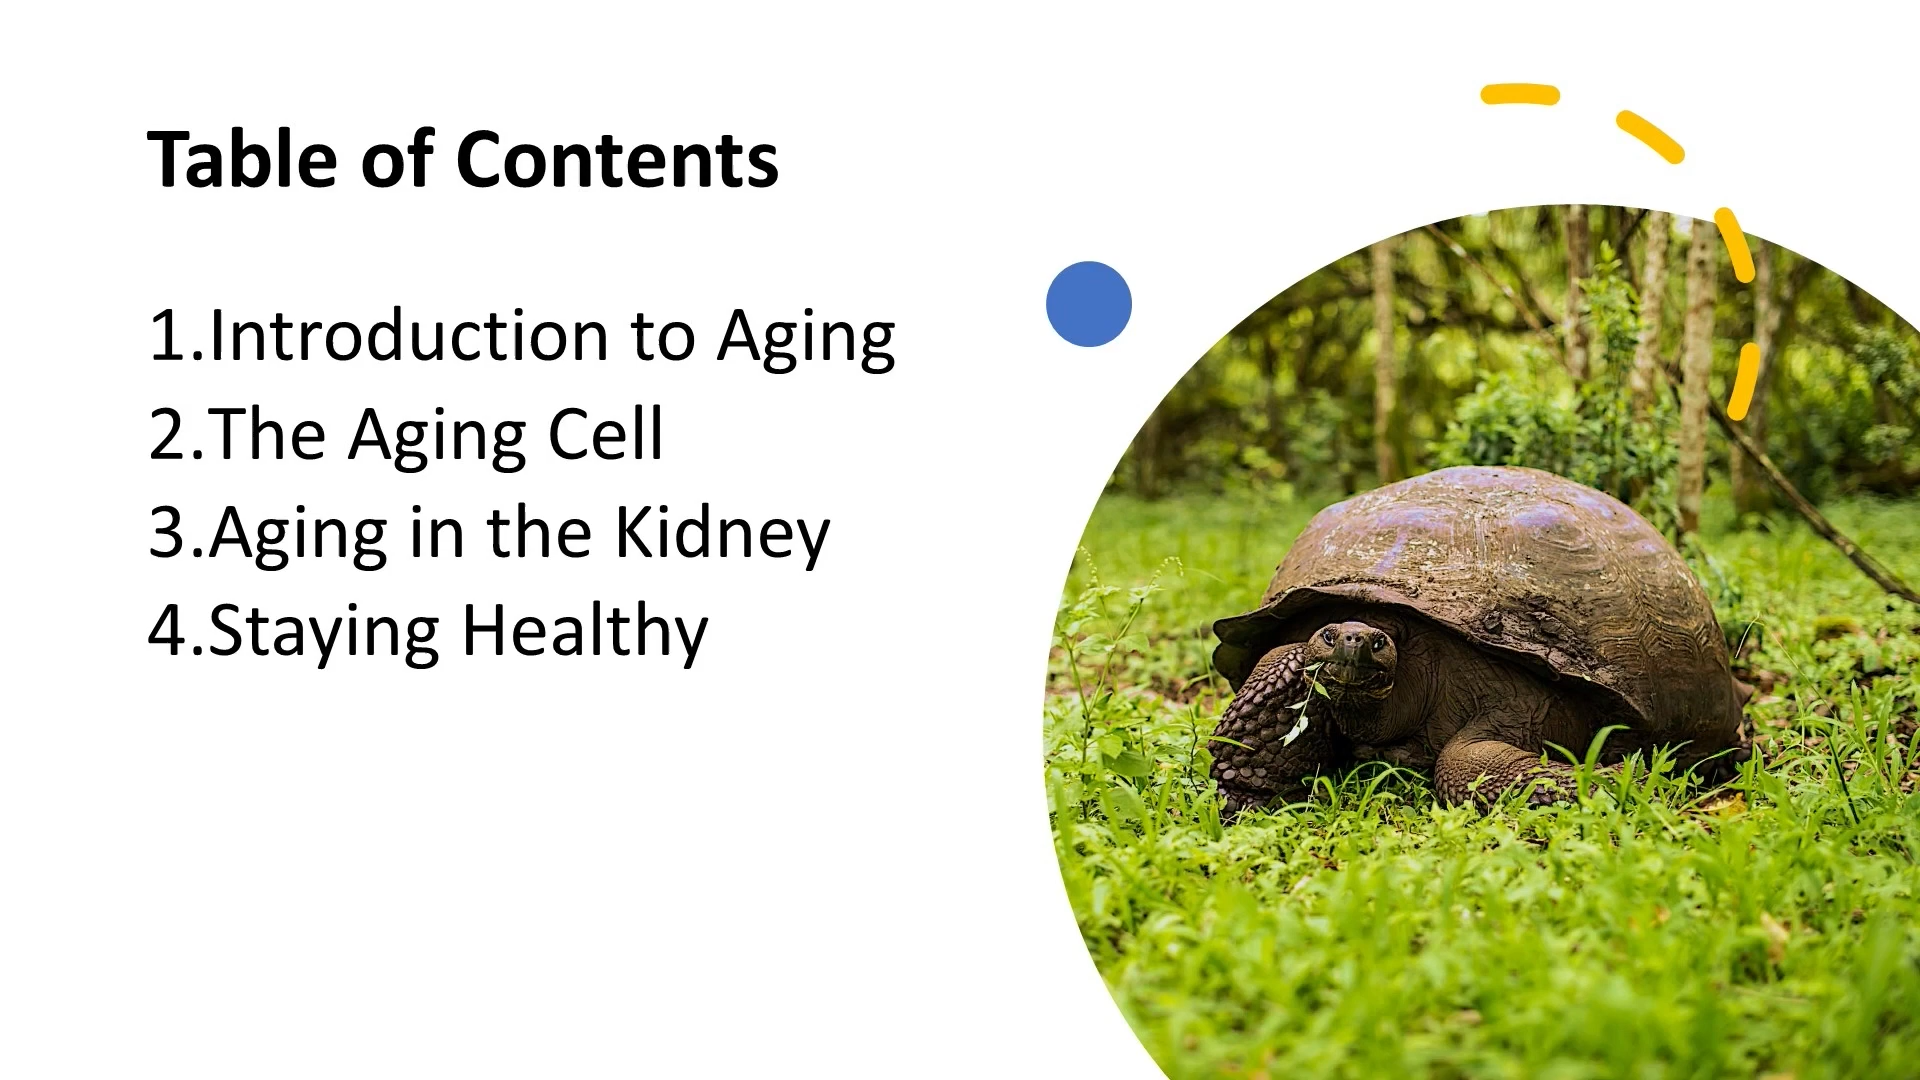 Table of Contents
1.Introduction to Aging
2.The Aging Cell
3.Aging in the Kidney
4.Staying Healthy